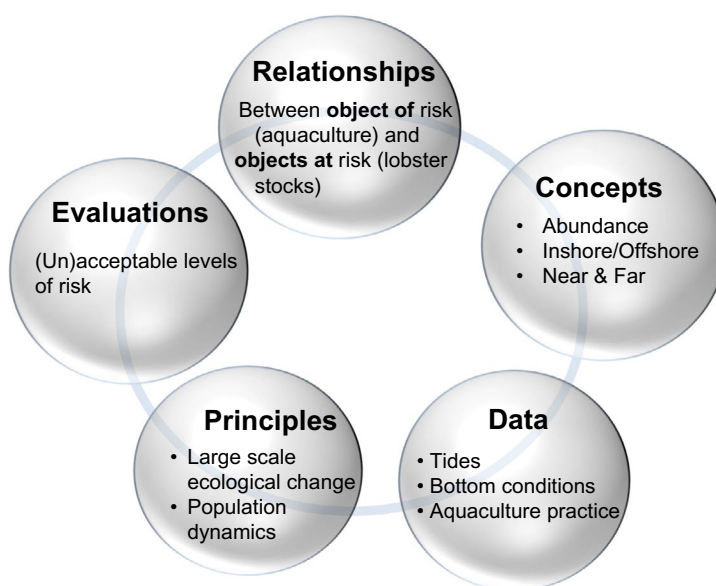 Relationships
Between object of risk
(aquaculture) and
objects at risk (lobster
stocks)
Concepts
• Abundance
• Inshore/Offshore
• Near & Far
Data
• Tides
• Bottom conditions
• Aquaculture practice
Principles
• Large scale
ecological change
• Population
dynamics
Evaluations
(Un)acceptable levels
of risk